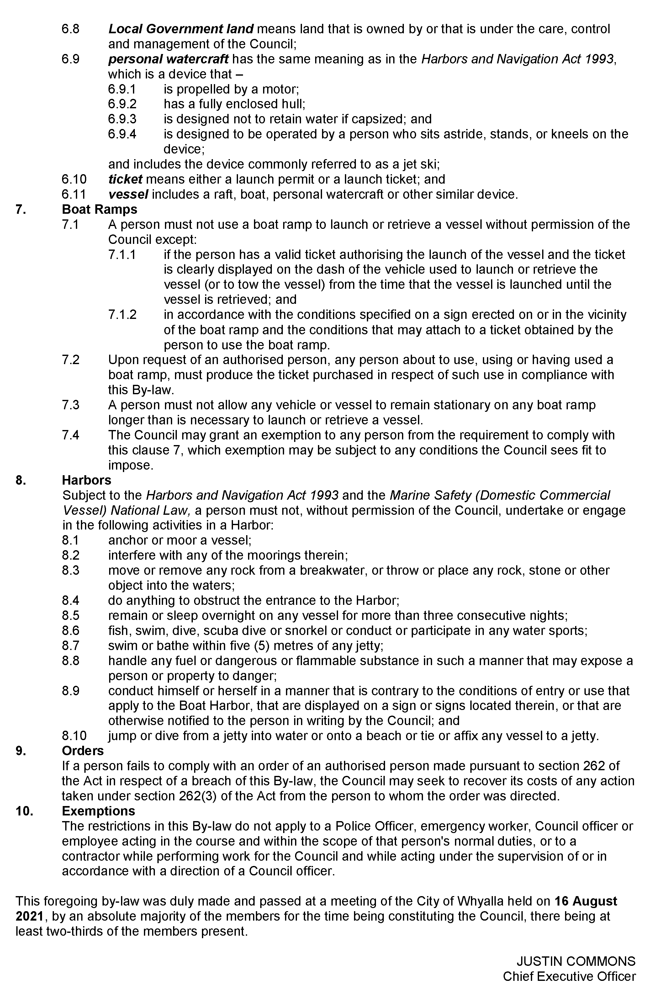 6.8 Local Government land means land that is owned by or that is under the care, control
and management of the Council;
6.9 personal watercraft has the same meaning as in the Harbors and Navigation Act 1993,
which is a device that –
6.9.1 is propelled by a motor;
6.9.2 has a fully enclosed hull;
6.9.3 is designed not to retain water if capsized; and
6.9.4 is designed to be operated by a person who sits astride, stands, or kneels on the
device;
and includes the device commonly referred to as a jet ski;
6.10 ticket means either a launch permit or a launch ticket; and
6.11 vessel includes a raft, boat, personal watercraft or other similar device.
7. Boat Ramps
7.1 A person must not use a boat ramp to launch or retrieve a vessel without permission of the
Council except:
7.1.1 if the person has a valid ticket authorising the launch of the vessel and the ticket
is clearly displayed on the dash of the vehicle used to launch or retrieve the
vessel (or to tow the vessel) from the time that the vessel is launched until the
vessel is retrieved; and
7.1.2 in accordance with the conditions specified on a sign erected on or in the vicinity
of the boat ramp and the conditions that may attach to a ticket obtained by the
person to use the boat ramp.
7.2 Upon request of an authorised person, any person about to use, using or having used a
boat ramp, must produce the ticket purchased in respect of such use in compliance with
this By-law.
7.3 A person must not allow any vehicle or vessel to remain stationary on any boat ramp
longer than is necessary to launch or retrieve a vessel.
7.4 The Council may grant an exemption to any person from the requirement to comply with
this clause 7, which exemption may be subject to any conditions the Council sees fit to
impose.
8. Harbors
Subject to the Harbors and Navigation Act 1993 and the Marine Safety (Domestic Commercial
Vessel) National Law, a person must not, without permission of the Council, undertake or engage
in the following activities in a Harbor:
8.1 anchor or moor a vessel;
8.2 interfere with any of the moorings therein;
8.3 move or remove any rock from a breakwater, or throw or place any rock, stone or other
object into the waters;
8.4 do anything to obstruct the entrance to the Harbor;
8.5 remain or sleep overnight on any vessel for more than three consecutive nights;
8.6 fish, swim, dive, scuba dive or snorkel or conduct or participate in any water sports;
8.7 swim or bathe within five (5) metres of any jetty;
8.8 handle any fuel or dangerous or flammable substance in such a manner that may expose a
person or property to danger;
8.9 conduct himself or herself in a manner that is contrary to the conditions of entry or use that
apply to the Boat Harbor, that are displayed on a sign or signs located therein, or that are
otherwise notified to the person in writing by the Council; and
8.10 jump or dive from a jetty into water or onto a beach or tie or affix any vessel to a jetty.
9. Orders
If a person fails to comply with an order of an authorised person made pursuant to section 262 of
the Act in respect of a breach of this By-law, the Council may seek to recover its costs of any action
taken under section 262(3) of the Act from the person to whom the order was directed.
10. Exemptions
The restrictions in this By-law do not apply to a Police Officer, emergency worker, Council officer or
employee acting in the course and within the scope of that person's normal duties, or to a
contractor while performing work for the Council and while acting under the supervision of or in
accordance with a direction of a Council officer.
This foregoing by-law was duly made and passed at a meeting of the City of Whyalla held on 16 August
2021, by an absolute majority of the members for the time being constituting the Council, there being at
least two-thirds of the members present.
JUSTIN COMMONS
Chief Executive Officer